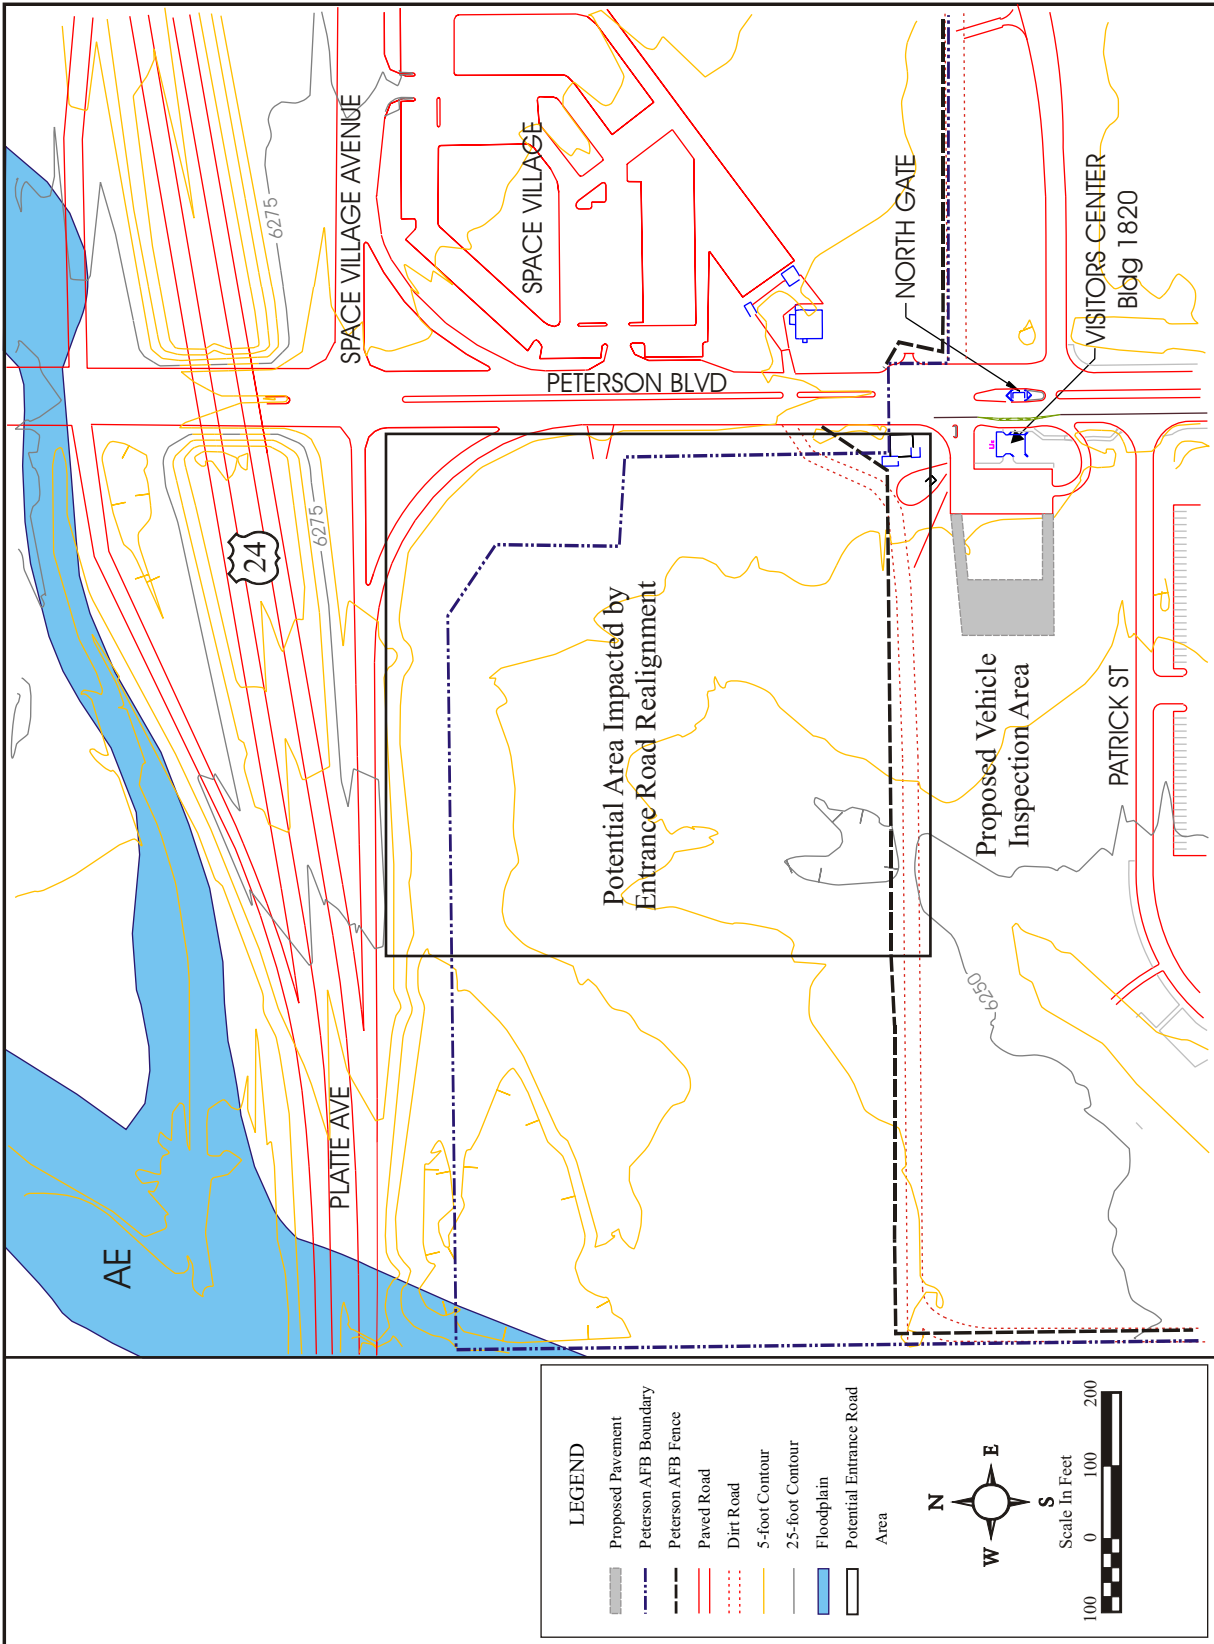 SPACE VILLAGE AVENUE
SPACE VILLAGE
NORTH GATE
VISITORS CENTER
Bldg 1820
6275
PETERSON BLVD
24
6275
Potential Area Impacted by
Entrance Road Realignment
Proposed Vehicle
Inspection Area
PATRICK ST
6250
PLATTE AVE
AE
LEGEND
Proposed Pavement
Peterson AFB Boundary
Peterson AFB Fence
Paved Road
Dirt Road
5-foot Contour
25-foot Contour
Floodplain
Potential Entrance Road
Area
N
W
E
S
Scale In Feet
100 0 100 200